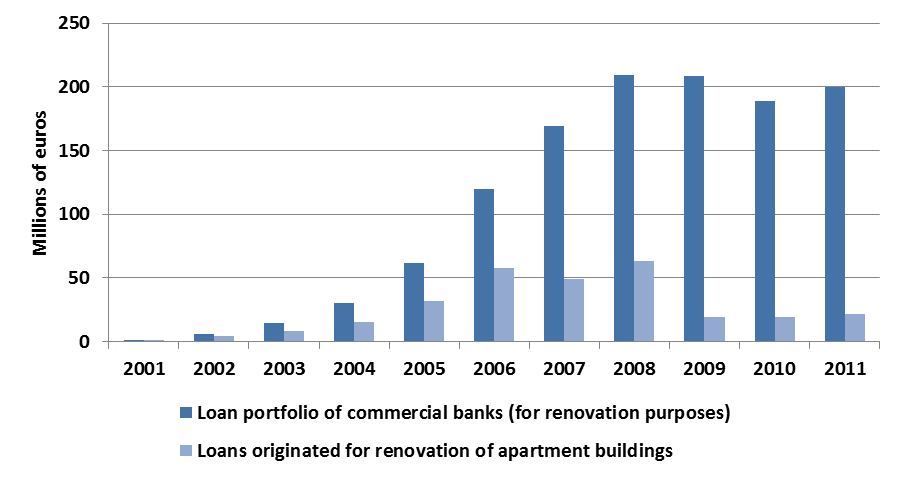 250
200
150
100
50
0
Millions of euros
2001 2002 2003 2004 2005 2006 2007 2008 2009 2010 2011
Loan portfolio of commercial banks (for renovation purposes)
Loans originated for renovation of apartment buildings